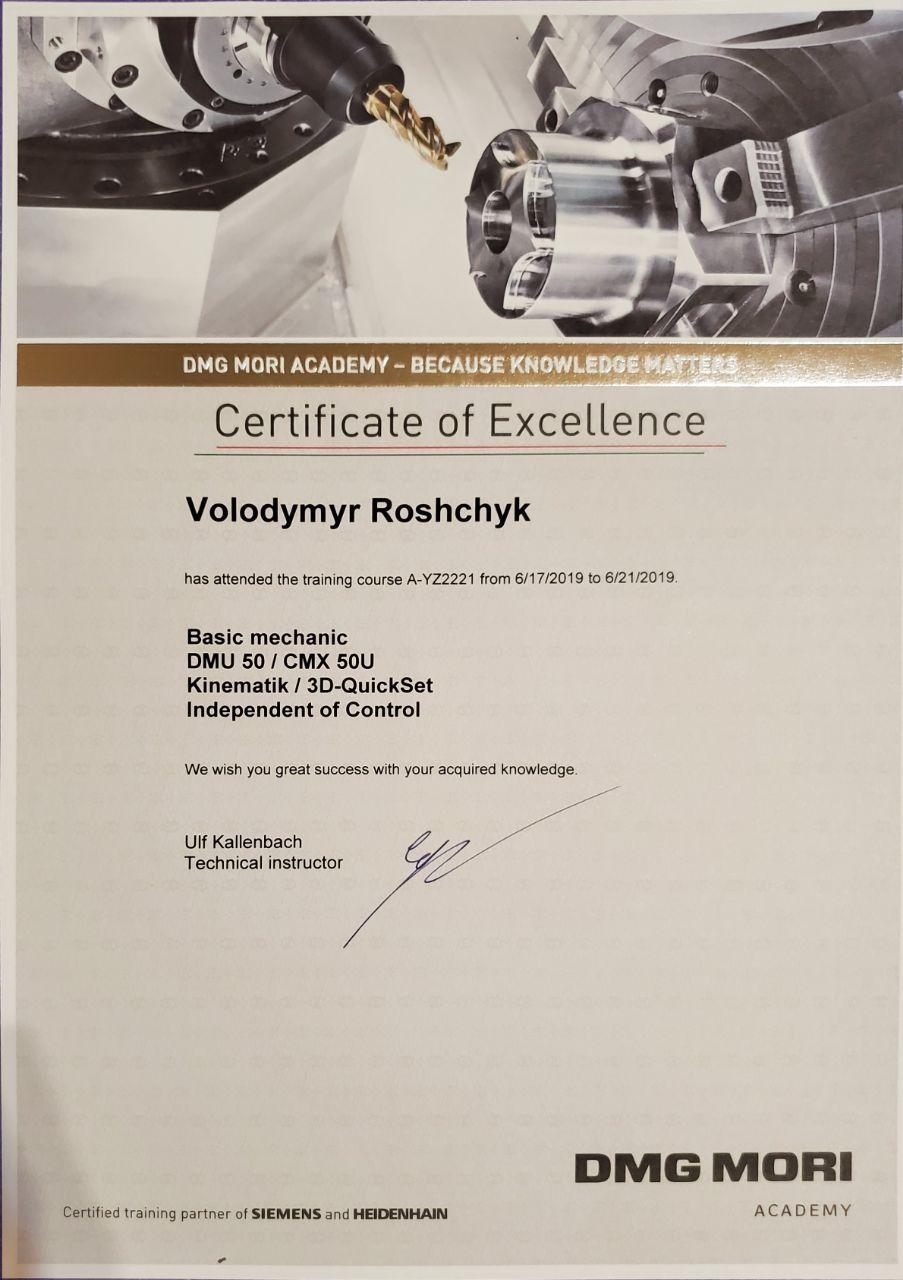 DMG MORI ACADEMY – BECAUSE KNOWLEDGE MATTERS
Certificate of Excellence
Volodymyr Roshchyk
has attended the training course A-YZ2221 from 6/17/2019 to 6/21/2019.
Basic mechanic
DMU 50 / CMX 50U
Kinematik / 3D-QuickSet
Independent of Control
We wish you great success with your acquired knowledge.
Ulf Kallenbach
Technical instructor
DMG MORI
ACADEMY
Certified training partner of SIEMENS and HEIDENHAIN